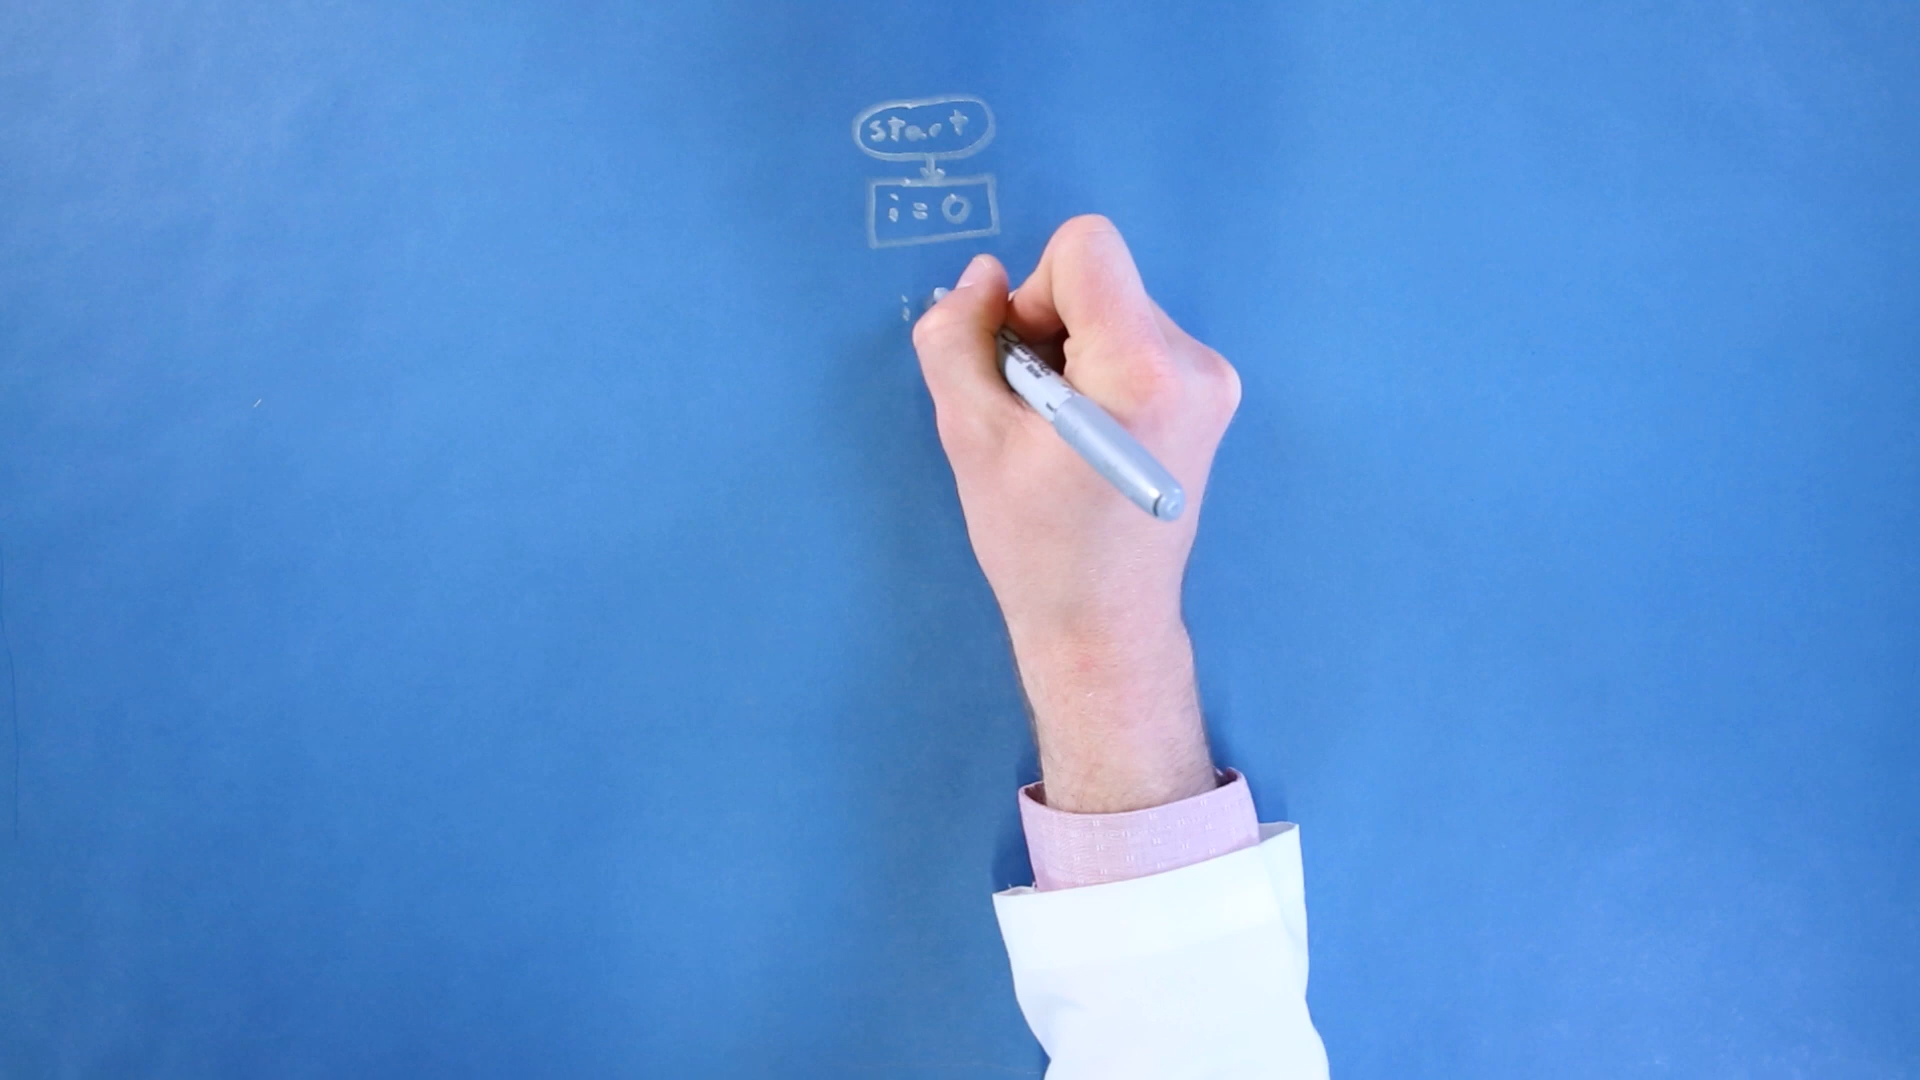 start
i = 0
i